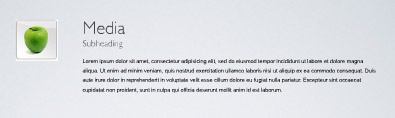 Media
Subheading
Lorem ipsum dolor sit amet, consectetur adipisicing elit, sed do eiusmod tempor incididunt ut labore et dolore magna
aliqua. Ut enim ad minim veniam, quis nostrud exercitation ullamco laboris nisi ut aliquip ex ea commodo consequat. Duis
aute irure dolor in reprehenderit in voluptate velit esse cillum dolore eu fugiat nulla pariatur. Excepteur sint occaecat
cupidatat non proident, sunt in culpa qui officia deserunt mollit anim id est laborum.